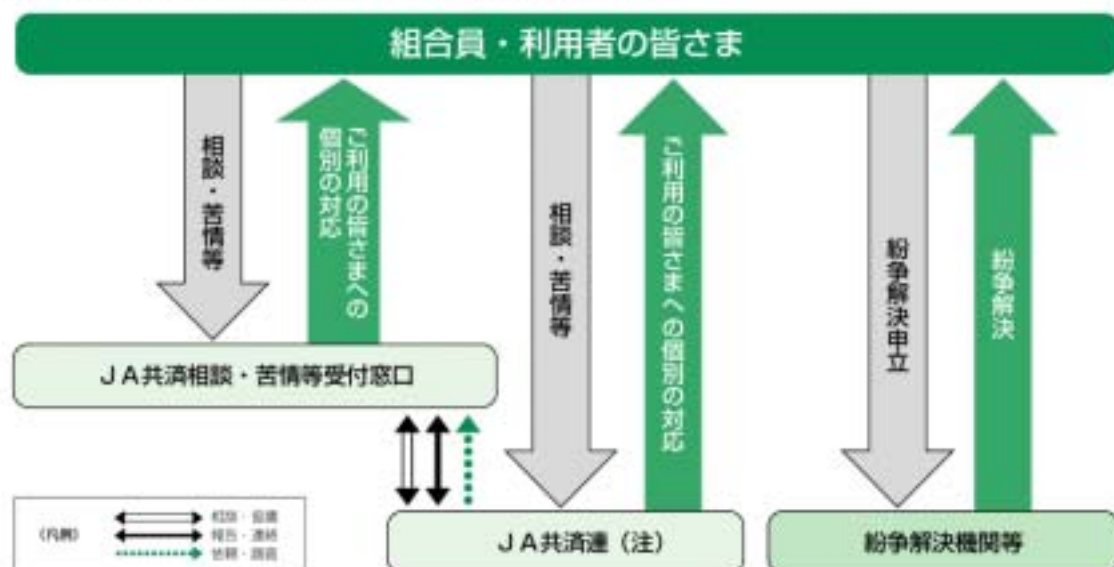 組合員・利用者の皆さま
相談・苦情等
ご利用の皆さまへの
個別の対応
相談・苦情等
ご利用の皆さまへの個別の対応
紛争解決申立
紛争解決
JA共済相談・苦情等受付窓口
JA共済連（注）
紛争解決機関等
（凡例）
報告・連絡